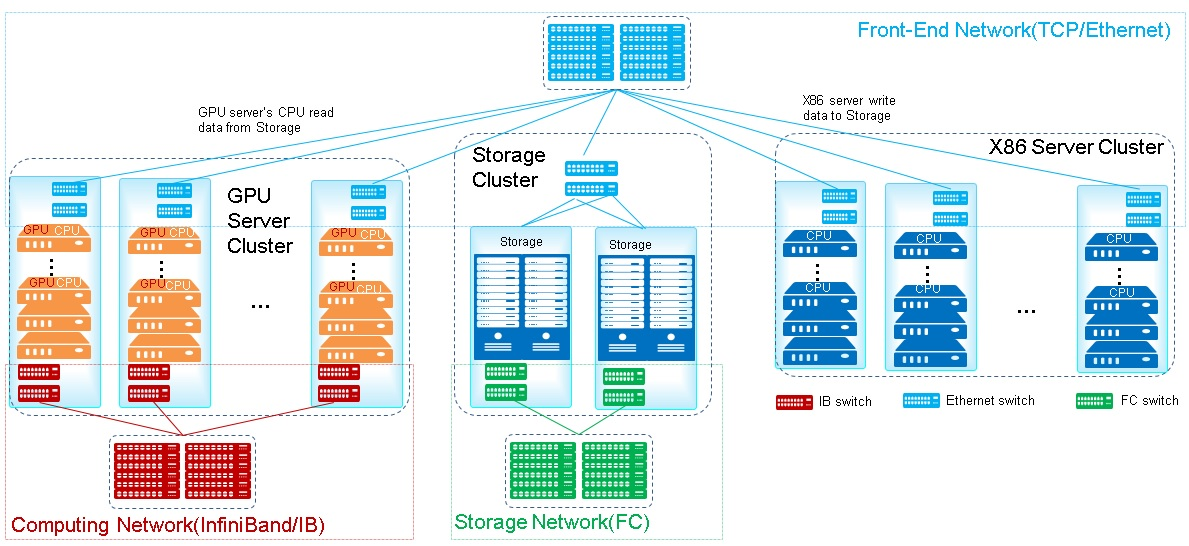 Front-End Network(TCP/Ethernet)
GPU server's CPU read
data from Storage
X86 server write
data to Storage
Storage
Cluster
X86 Server Cluster
GPU
Server
Cluster
GPU CPU
GPU CPU
GPU CPU
GPU CPU
GPU CPU
GPU CPU
...
Storage
Storage
CPU
CPU
CPU
CPU
CPU
CPU
...
IB switch
Ethernet switch
FC switch
Computing Network(InfiniBand/IB)
Storage Network(FC)